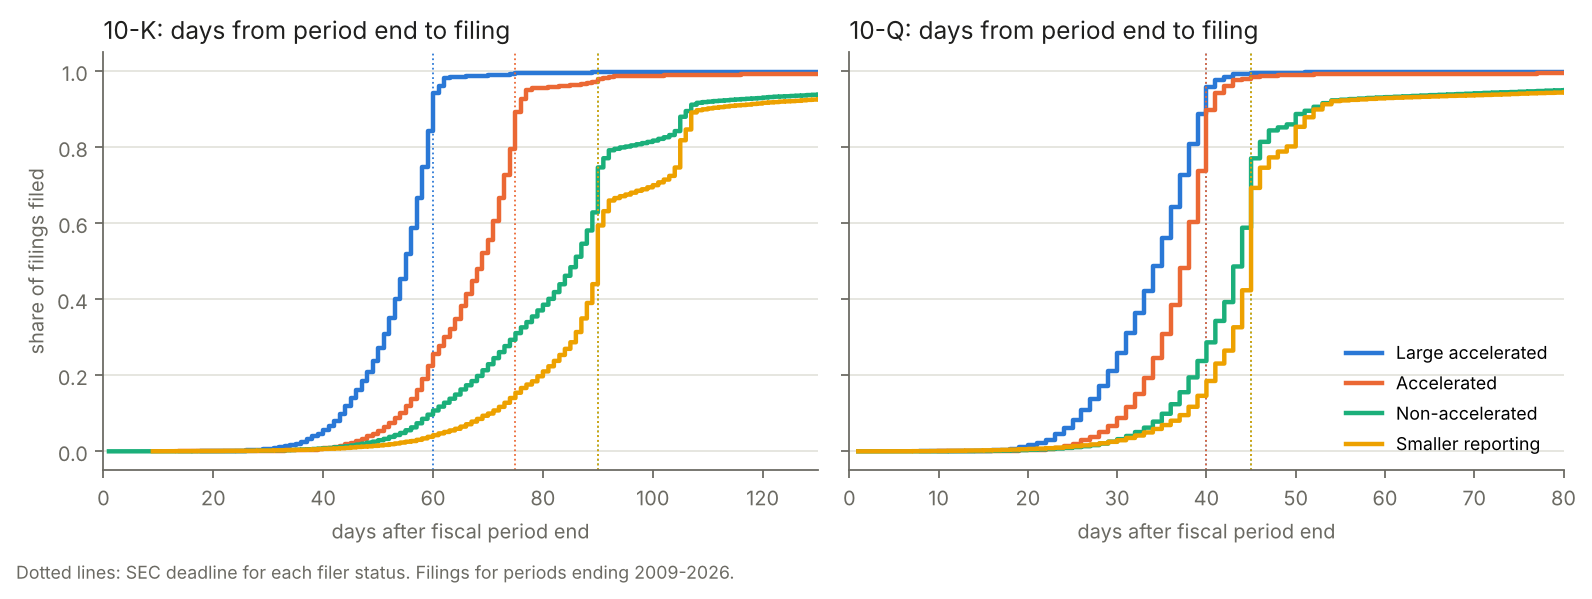 10-K: days from period end to filing
10-Q: days from period end to filing
share of filings filed
1.0
0.8
0.6
0.4
0.2
0.0
0 20 40 60 80 100 120
0 10 20 30 40 50 60 70 80
days after fiscal period end
days after fiscal period end
Large accelerated
Accelerated
Non-accelerated
Smaller reporting
Dotted lines: SEC deadline for each filer status. Filings for periods ending 2009-2026.